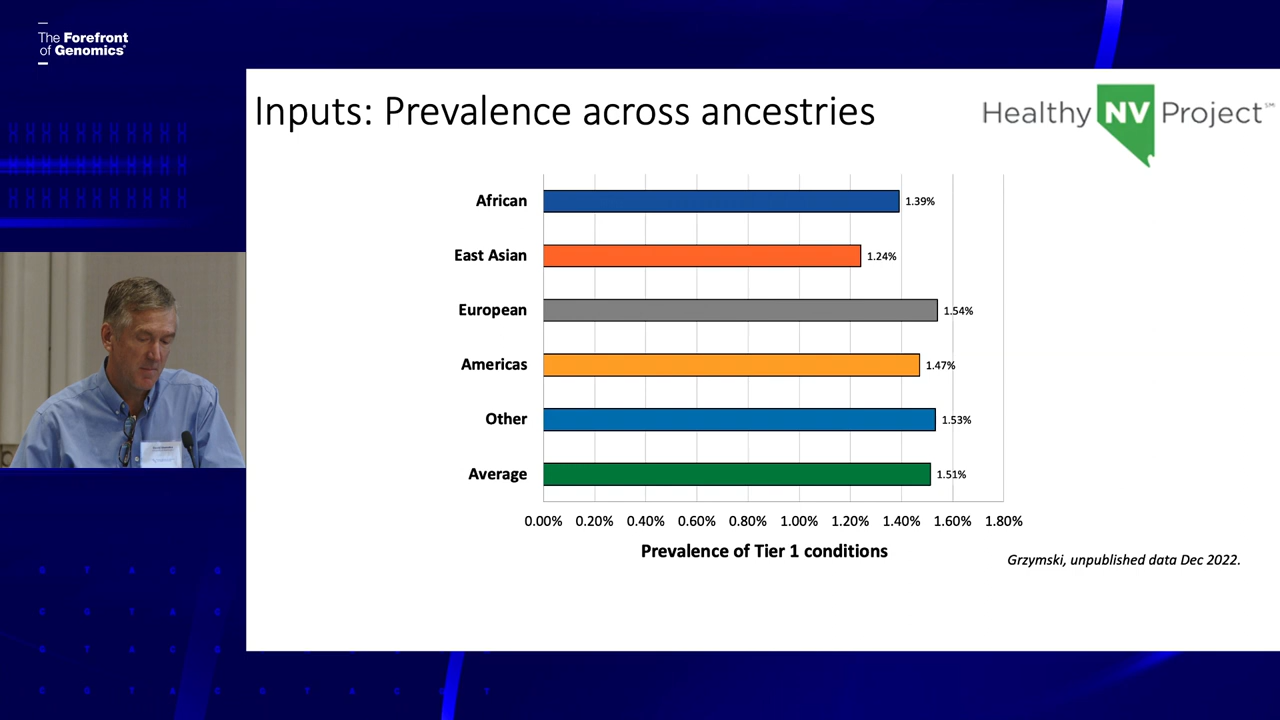 The Forefront
of Genomics®
Inputs: Prevalence across ancestries
Healthy NV Project SM
African
1.39%
East Asian
1.24%
European
1.54%
Americas
1.47%
Other
1.53%
Average
1.51%
0.00% 0.20% 0.40% 0.60% 0.80% 1.00% 1.20% 1.40% 1.60% 1.80%
Prevalence of Tier 1 conditions
Grzymski, unpublished data Dec 2022.